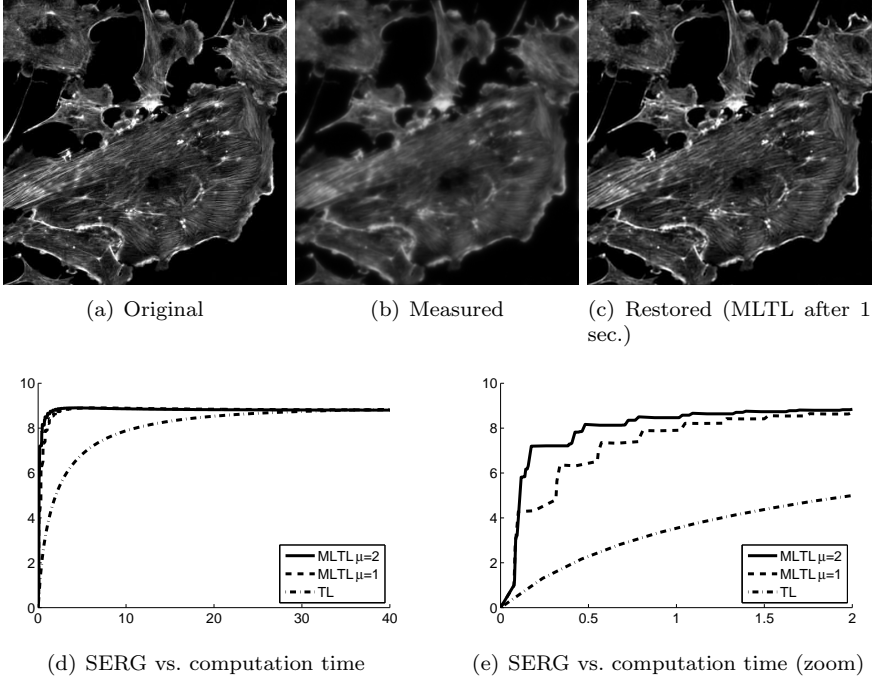 (a) Original
(b) Measured
(c) Restored (MLTL after 1
sec.)
10
8
6
4
2
0
0
10
20
30
40
MLTL μ=2
MLTL μ=1
TL
(d) SERG vs. computation time
10
8
6
4
2
0
0
0.5
1
1.5
2
MLTL μ=2
MLTL μ=1
TL
(e) SERG vs. computation time (zoom)